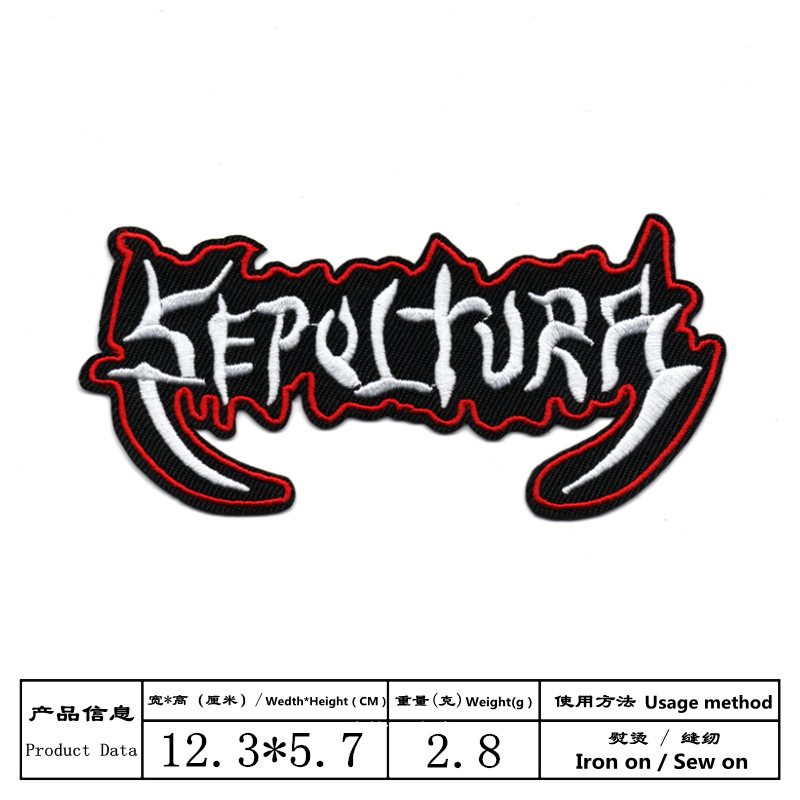 SEPULTURA
产品信息
Product Data
宽*高（厘米）/ Wedth*Height ( CM )
12.3*5.7
重量(克) Weight(g)
2.8
使用方法 Usage method
熨烫 / 缝纫
Iron on / Sew on